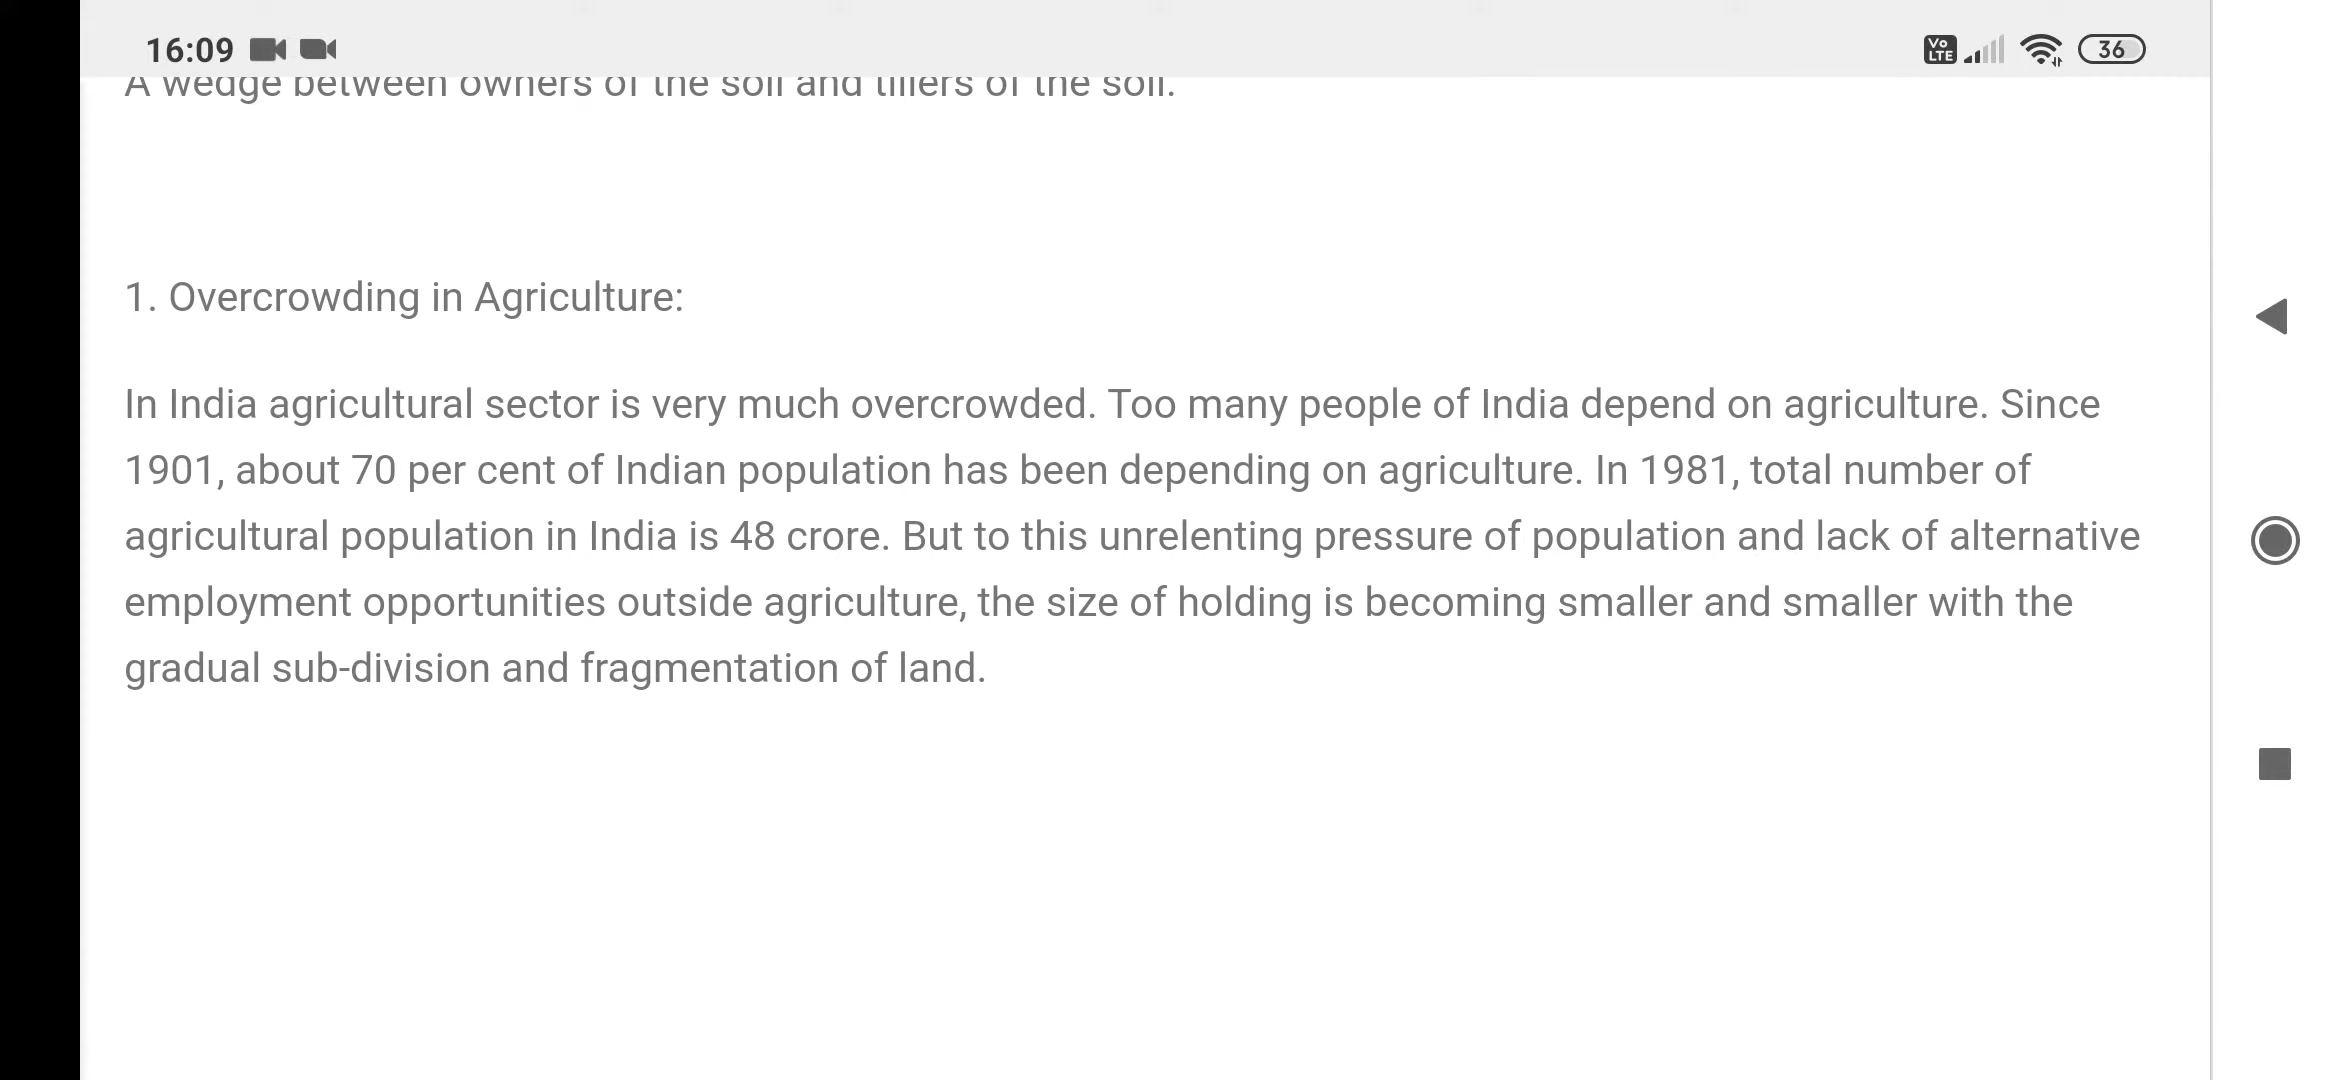 16:09
Vo LTE 36
A wedge between owners of the soil and tillers of the soil.
1. Overcrowding in Agriculture:
In India agricultural sector is very much overcrowded. Too many people of India depend on agriculture. Since
1901, about 70 per cent of Indian population has been depending on agriculture. In 1981, total number of
agricultural population in India is 48 crore. But to this unrelenting pressure of population and lack of alternative
employment opportunities outside agriculture, the size of holding is becoming smaller and smaller with the
gradual sub-division and fragmentation of land.